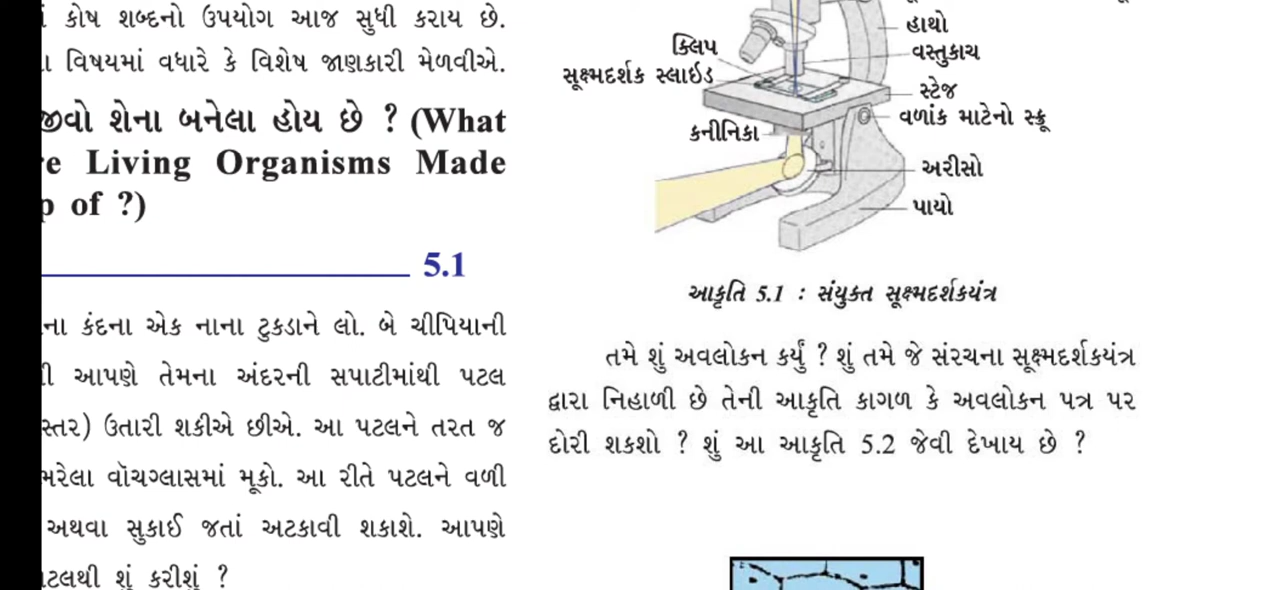 કોષ શબ્દનો ઉપયોગ આજ સુધી કરાય છે.
વિષયમાં વધારે કે વિશેષ જાણકારી મેળવીએ.
જીવો શેના બનેલા હોય છે ? (What
Living Organisms Made
of ?)
5.1
કંદના એક નાના ટુકડાને લો. બે ચીપિયાની
આપણે તેમના અંદરની સપાટીમાંથી પટલ
સ્તર) ઉતારી શકીએ છીએ. આ પટલને તરત જ
ભરેલા વૉચગ્લાસમાં મૂકો. આ રીતે પટલને વળી
અથવા સુકાઈ જતાં અટકાવી શકાશે. આપણે
શું કરીશું ?
હાથો
ક્લિપ
વસ્તુકાચ
સૂક્ષ્મદર્શક સ્લાઇડ
સ્ટેજ
વળાંક માટેનો સ્ક્રૂ
કનીનિકા
અરીસો
પાયો
આકૃતિ 5.1 : સંયુક્ત સૂક્ષ્મદર્શકયંત્ર
તમે શું અવલોકન કર્યું ? શું તમે જે સંરચના સૂક્ષ્મદર્શકયંત્ર
દ્વારા નિહાળી છે તેની આકૃતિ કાગળ કે અવલોકન પત્ર પર
દોરી શકશો ? શું આ આકૃતિ 5.2 જેવી દેખાય છે ?